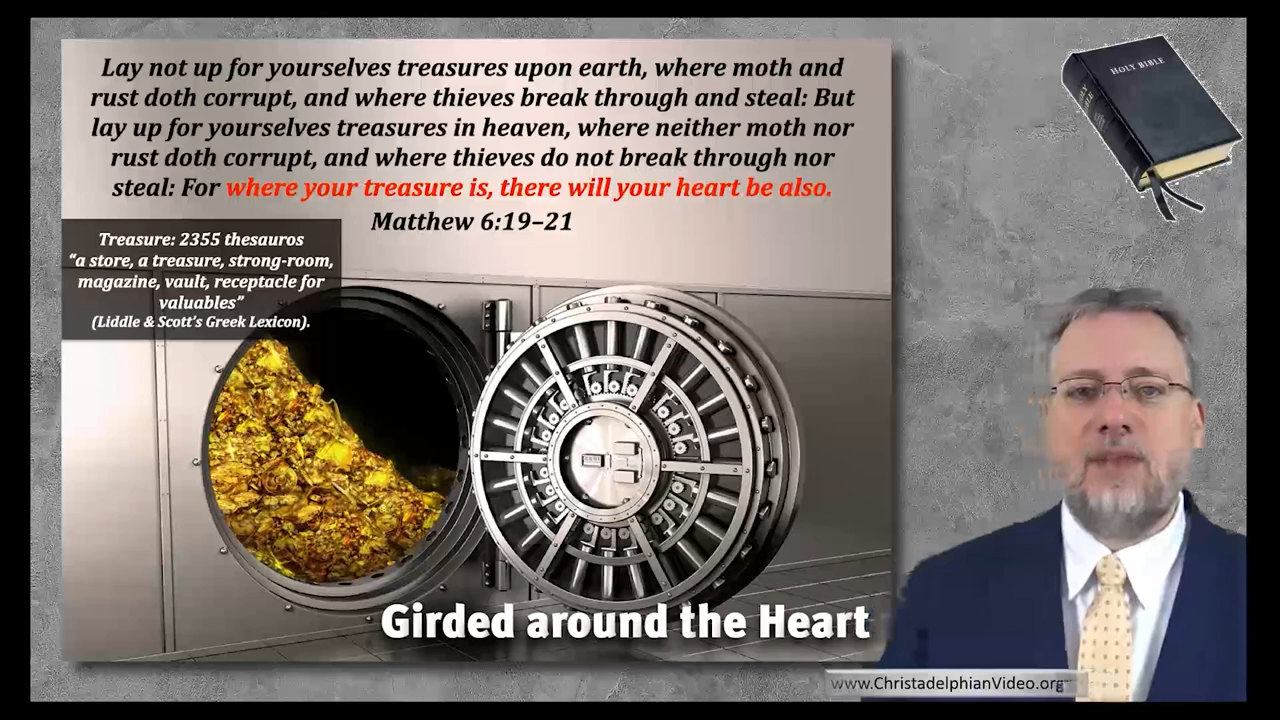 Lay not up for yourselves treasures upon earth, where moth and
rust doth corrupt, and where thieves break through and steal: But
lay up for yourselves treasures in heaven, where neither moth nor
rust doth corrupt, and where thieves do not break through nor
steal: For where your treasure is, there will your heart be also.
Matthew 6:19–21
Treasure: 2355 thesauros
“a store, a treasure, strong-room,
magazine, vault, receptacle for
valuables”
(Liddle & Scott's Greek Lexicon).
HOLY BIBLE
Girded around the Heart
www.ChristadelphianVideo.org